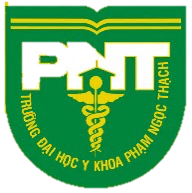 PNT
TRƯỜNG ĐẠI HỌC Y KHOA PHẠM NGỌC THẠCH